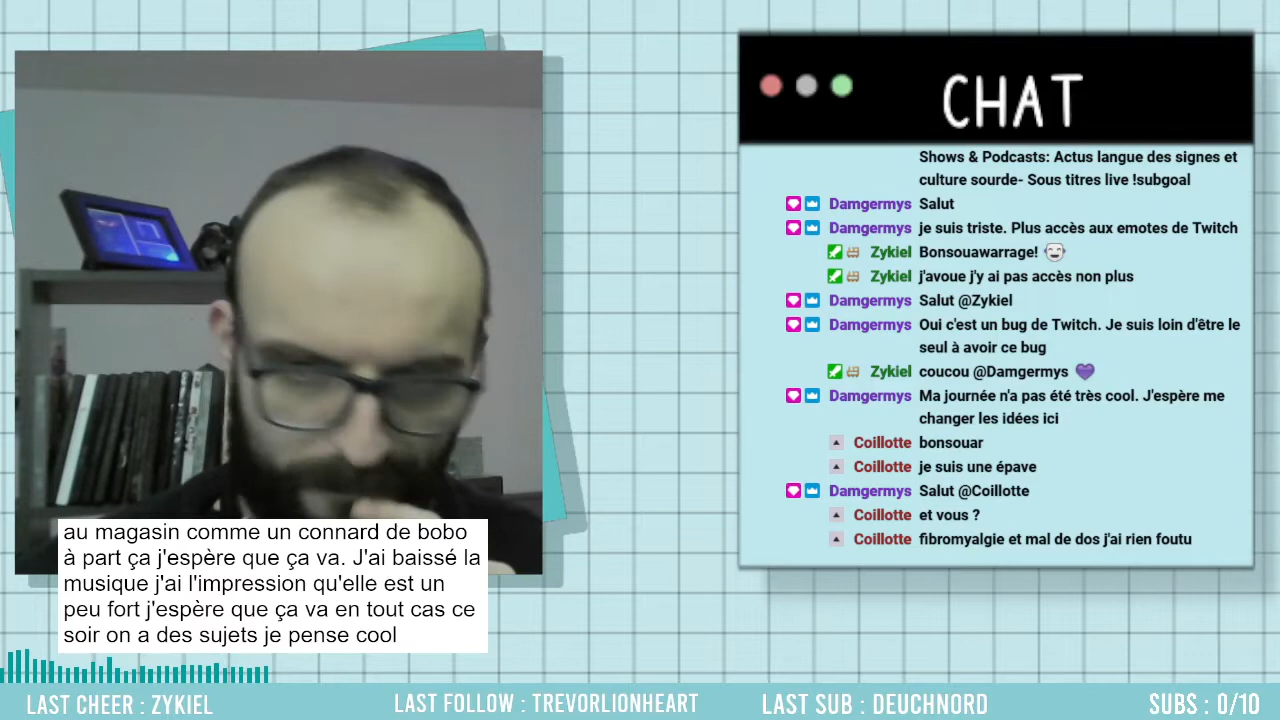 CHAT
Shows & Podcasts: Actus langue des signes et
culture sourde- Sous titres live !subgoal
Damgermys Salut
Damgermys je suis triste. Plus accès aux emotes de Twitch
Zykiel Bonsouawarrage!
Zykiel j'avoue j'y ai pas accès non plus
Damgermys Salut @Zykiel
Damgermys Oui c'est un bug de Twitch. Je suis loin d'être le
seul à avoir ce bug
Zykiel coucou @Damgermys
Damgermys Ma journée n'a pas été très cool. J'espère me
changer les idées ici
Coillotte bonsouar
Coillotte je suis une épave
Damgermys Salut @Coillotte
Coillotte et vous ?
Coillotte fibromyalgie et mal de dos j'ai rien foutu
au magasin comme un connard de bobo
à part ça j'espère que ça va. J'ai baissé la
musique j'ai l'impression qu'elle est un
peu fort j'espère que ça va en tout cas ce
soir on a des sujets je pense cool
LAST CHEER : ZYKIEL
LAST FOLLOW : TREVORLIONHEART
LAST SUB : DEUCHNORD
SUBS : 0/10